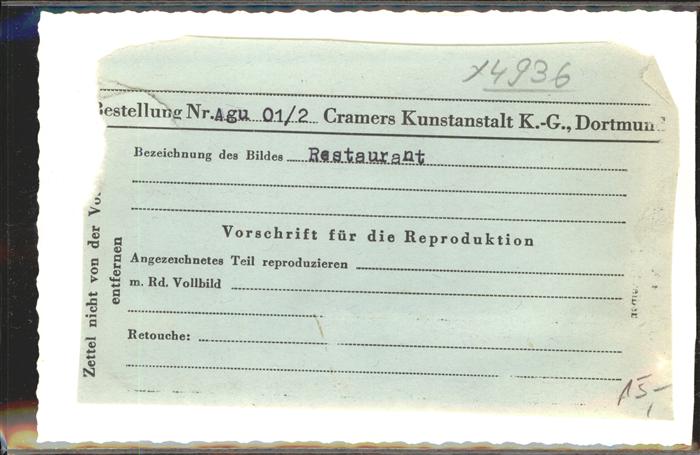 x4936
Bestellung Nr. Agu 01/2 Cramers Kunstanstalt K.-G., Dortmund
Bezeichnung des Bildes Restaurant
Vorschrift für die Reproduktion
Angezeichnetes Teil reproduzieren
m. Rd. Vollbild
Retouche:
Zettel nicht von der
entfernen
15,-